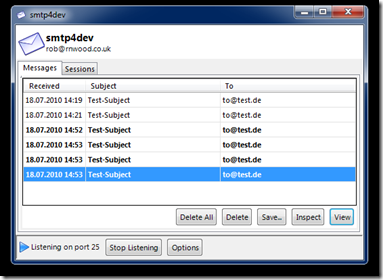 smtp4dev
smtp4dev
rob@rnwood.co.uk
Messages Sessions
Received Subject To
18.07.2010 14:19 Test-Subject to@test.de
18.07.2010 14:21 Test-Subject to@test.de
18.07.2010 14:52 Test-Subject to@test.de
18.07.2010 14:53 Test-Subject to@test.de
18.07.2010 14:53 Test-Subject to@test.de
18.07.2010 14:53 Test-Subject to@test.de
Delete All Delete Save.. Inspect View
Listening on port 25 Stop Listening Options